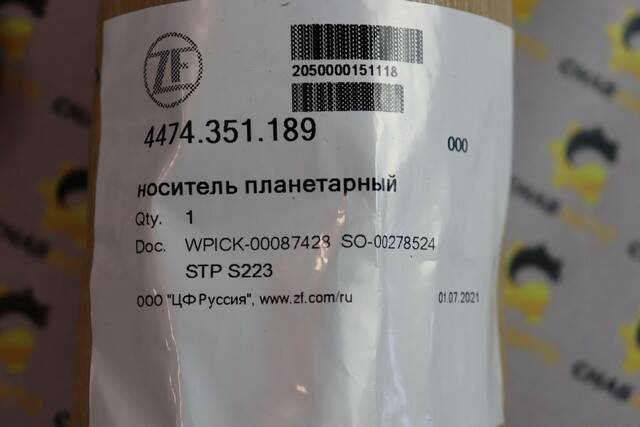 ZF
2050000151118
4474.351.189
000
носитель планетарный
Qty. 1
Doc. WPICK-00087428 SO-00278524
STP S223
ООО "ЦФ Руссия", www.zf.com/ru 01.07.2021